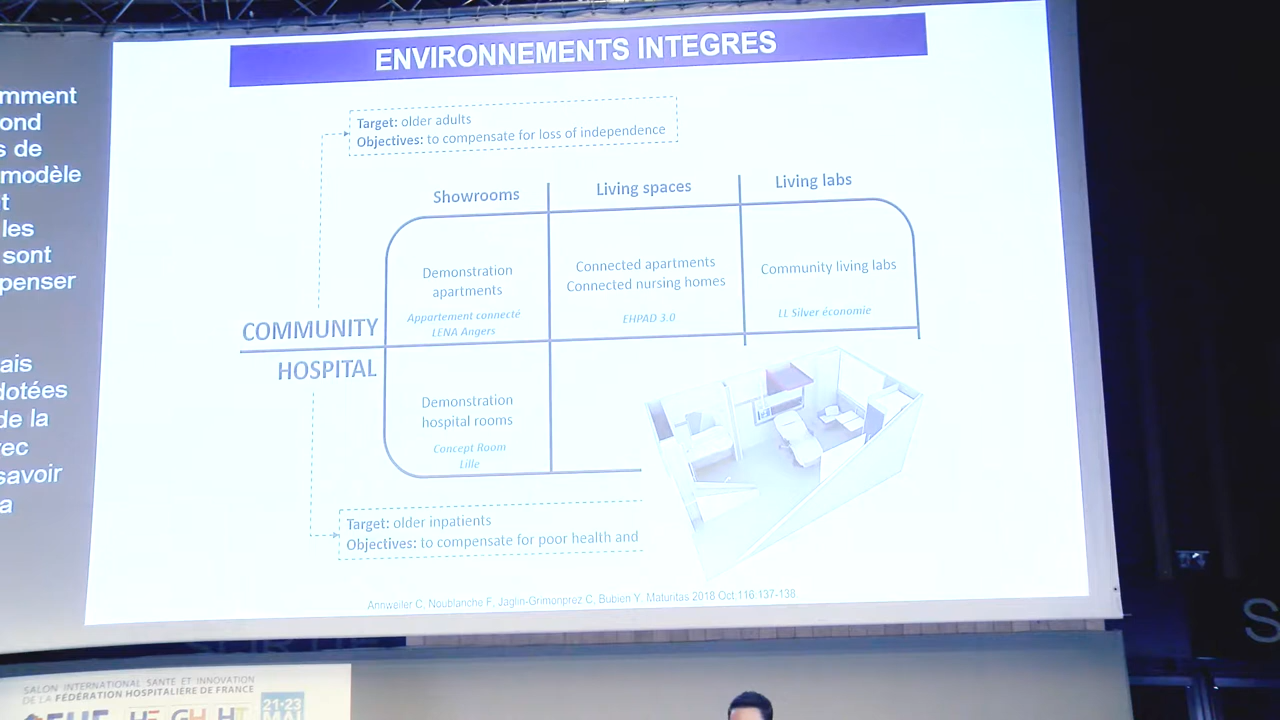 ENVIRONNEMENTS INTEGRES
Target: older adults
Objectives: to compensate for loss of independence
Showrooms
Living spaces
Living labs
Demonstration
apartments
Appartement connecté
LENA Angers
Connected apartments
Connected nursing homes
EHPAD 3.0
Community living labs
LL Silver économie
COMMUNITY
HOSPITAL
Demonstration
hospital rooms
Concept Room
Lille
Target: older inpatients
Objectives: to compensate for poor health and
Annweiler C, Noublanche F, Jaglin-Grimonprez C, Bubien Y. Maturitas 2018 Oct 116:137-138
mment
ond
s de
modèle
t
les
sont
penser
ais
dotées
de la
ec
savoir
a
S
SALON INTERNATIONAL SANTÉ ET INNOVATION
DE LA FÉDÉRATION HOSPITALIÈRE DE FRANCE
21·23
MAI